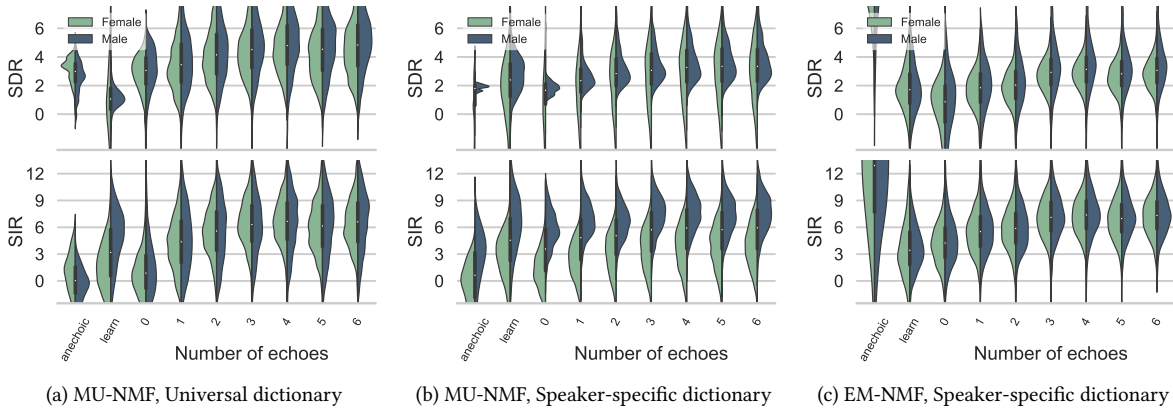 6
4
2
0
SDR
Female
Male
12
9
6
3
0
SIR
anechoic
learn
0
1
2
3
4
5
6
Number of echoes
(a) MU-NMF, Universal dictionary
6
4
2
0
SDR
Female
Male
12
9
6
3
0
SIR
anechoic
learn
0
1
2
3
4
5
6
Number of echoes
(b) MU-NMF, Speaker-specific dictionary
6
4
2
0
SDR
Female
Male
12
9
6
3
0
SIR
anechoic
learn
0
1
2
3
4
5
6
Number of echoes
(c) EM-NMF, Speaker-specific dictionary